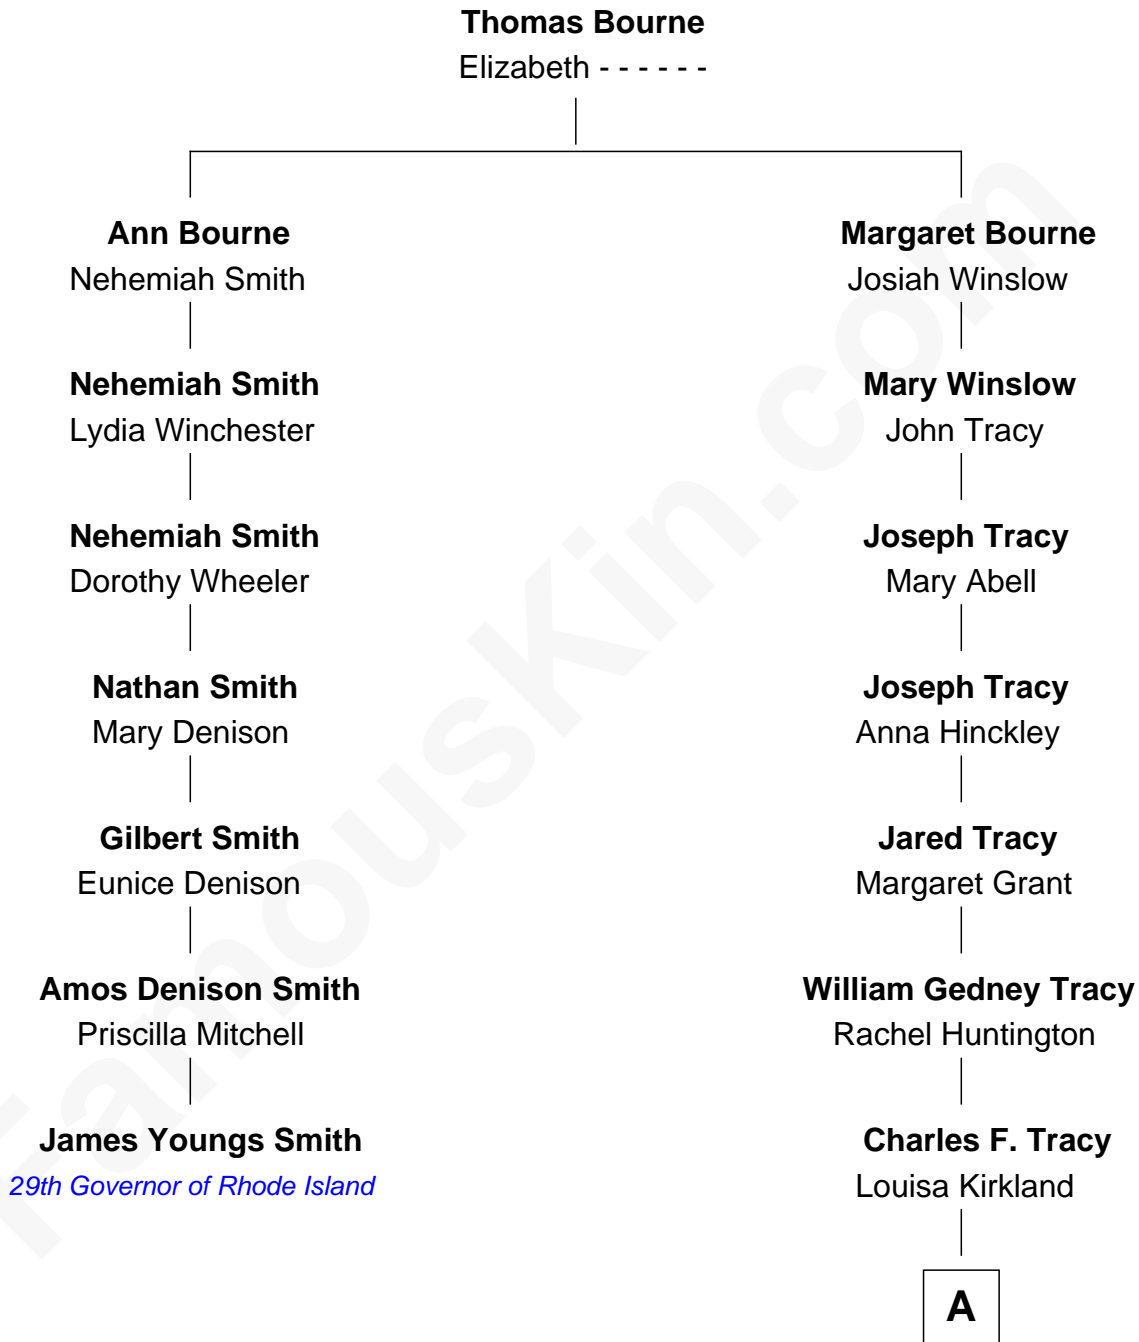 Thomas Bourne
Elizabeth - - - - - -
Ann Bourne
Nehemiah Smith
Margaret Bourne
Josiah Winslow
Nehemiah Smith
Lydia Winchester
Mary Winslow
John Tracy
Nehemiah Smith
Dorothy Wheeler
Joseph Tracy
Mary Abell
Nathan Smith
Mary Denison
Joseph Tracy
Anna Hinckley
Gilbert Smith
Eunice Denison
Jared Tracy
Margaret Grant
Amos Denison Smith
Priscilla Mitchell
William Gedney Tracy
Rachel Huntington
James Youngs Smith
29th Governor of Rhode Island
Charles F. Tracy
Louisa Kirkland
A
FamousKin.com